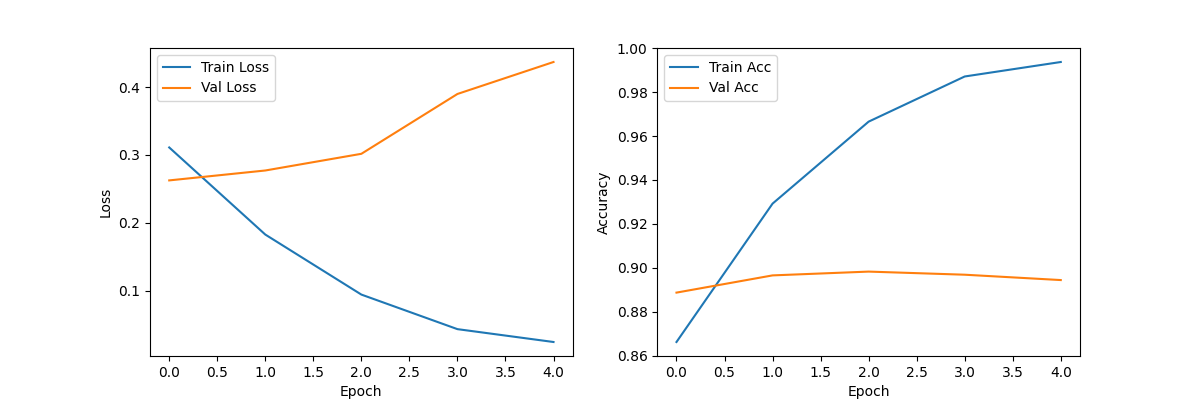 Train Loss
Val Loss
0.4
0.3
0.2
0.1
Loss
0.0 0.5 1.0 1.5 2.0 2.5 3.0 3.5 4.0
Epoch
Train Acc
Val Acc
1.00
0.98
0.96
0.94
0.92
0.90
0.88
0.86
Accuracy
0.0 0.5 1.0 1.5 2.0 2.5 3.0 3.5 4.0
Epoch